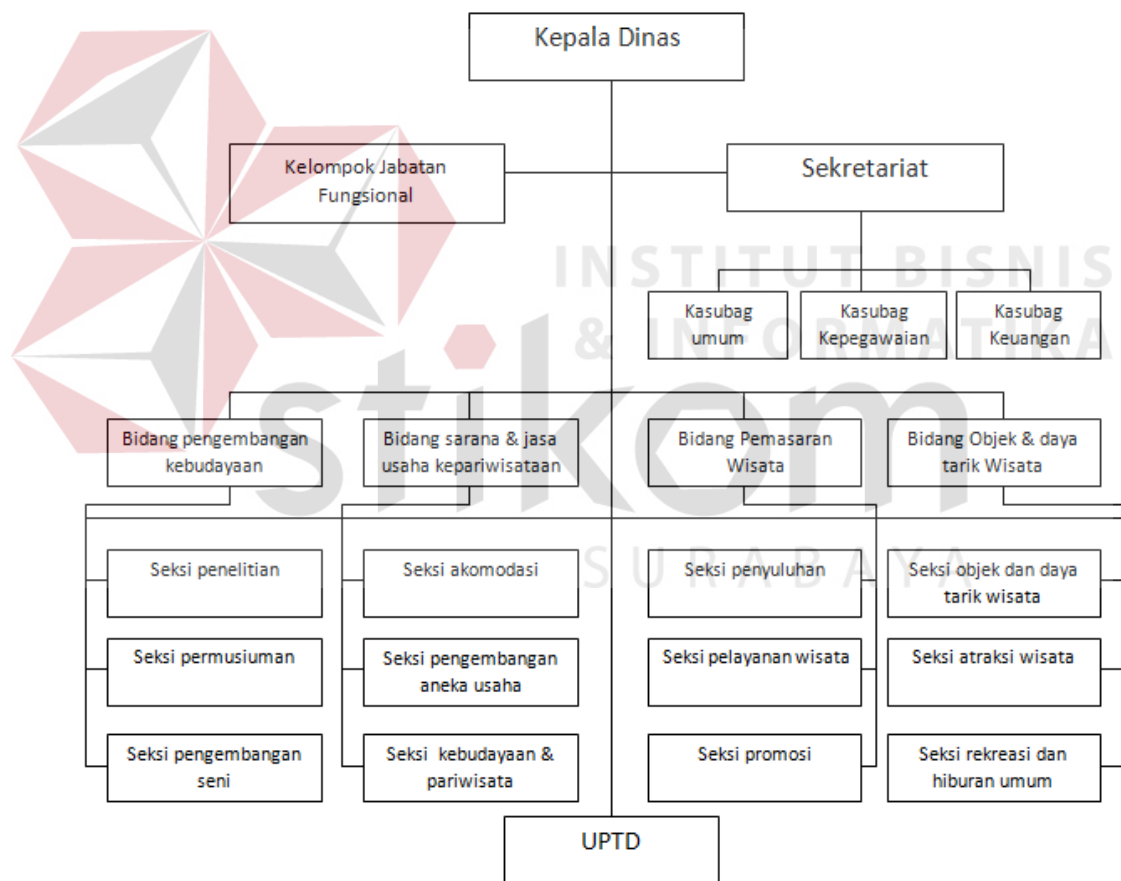 Kepala Dinas
Kelompok Jabatan
Fungsional
Sekretariat
INSTITUT BISNIS
& INFORMATIKA
stikom
SURABAYA
Kasubag
umum
Kasubag
Kepegawaian
Kasubag
Keuangan
Bidang pengembangan
kebudayaan
Bidang sarana & jasa
usaha kepariwisataan
Bidang Pemasaran
Wisata
Bidang Objek & daya
tarik Wisata
Seksi penelitian
Seksi akomodasi
Seksi penyuluhan
Seksi objek dan daya
tarik wisata
Seksi permusiuman
Seksi pengembangan
aneka usaha
Seksi pelayanan wisata
Seksi atraksi wisata
Seksi pengembangan
seni
Seksi kebudayaan &
pariwisata
Seksi promosi
Seksi rekreasi dan
hiburan umum
UPTD